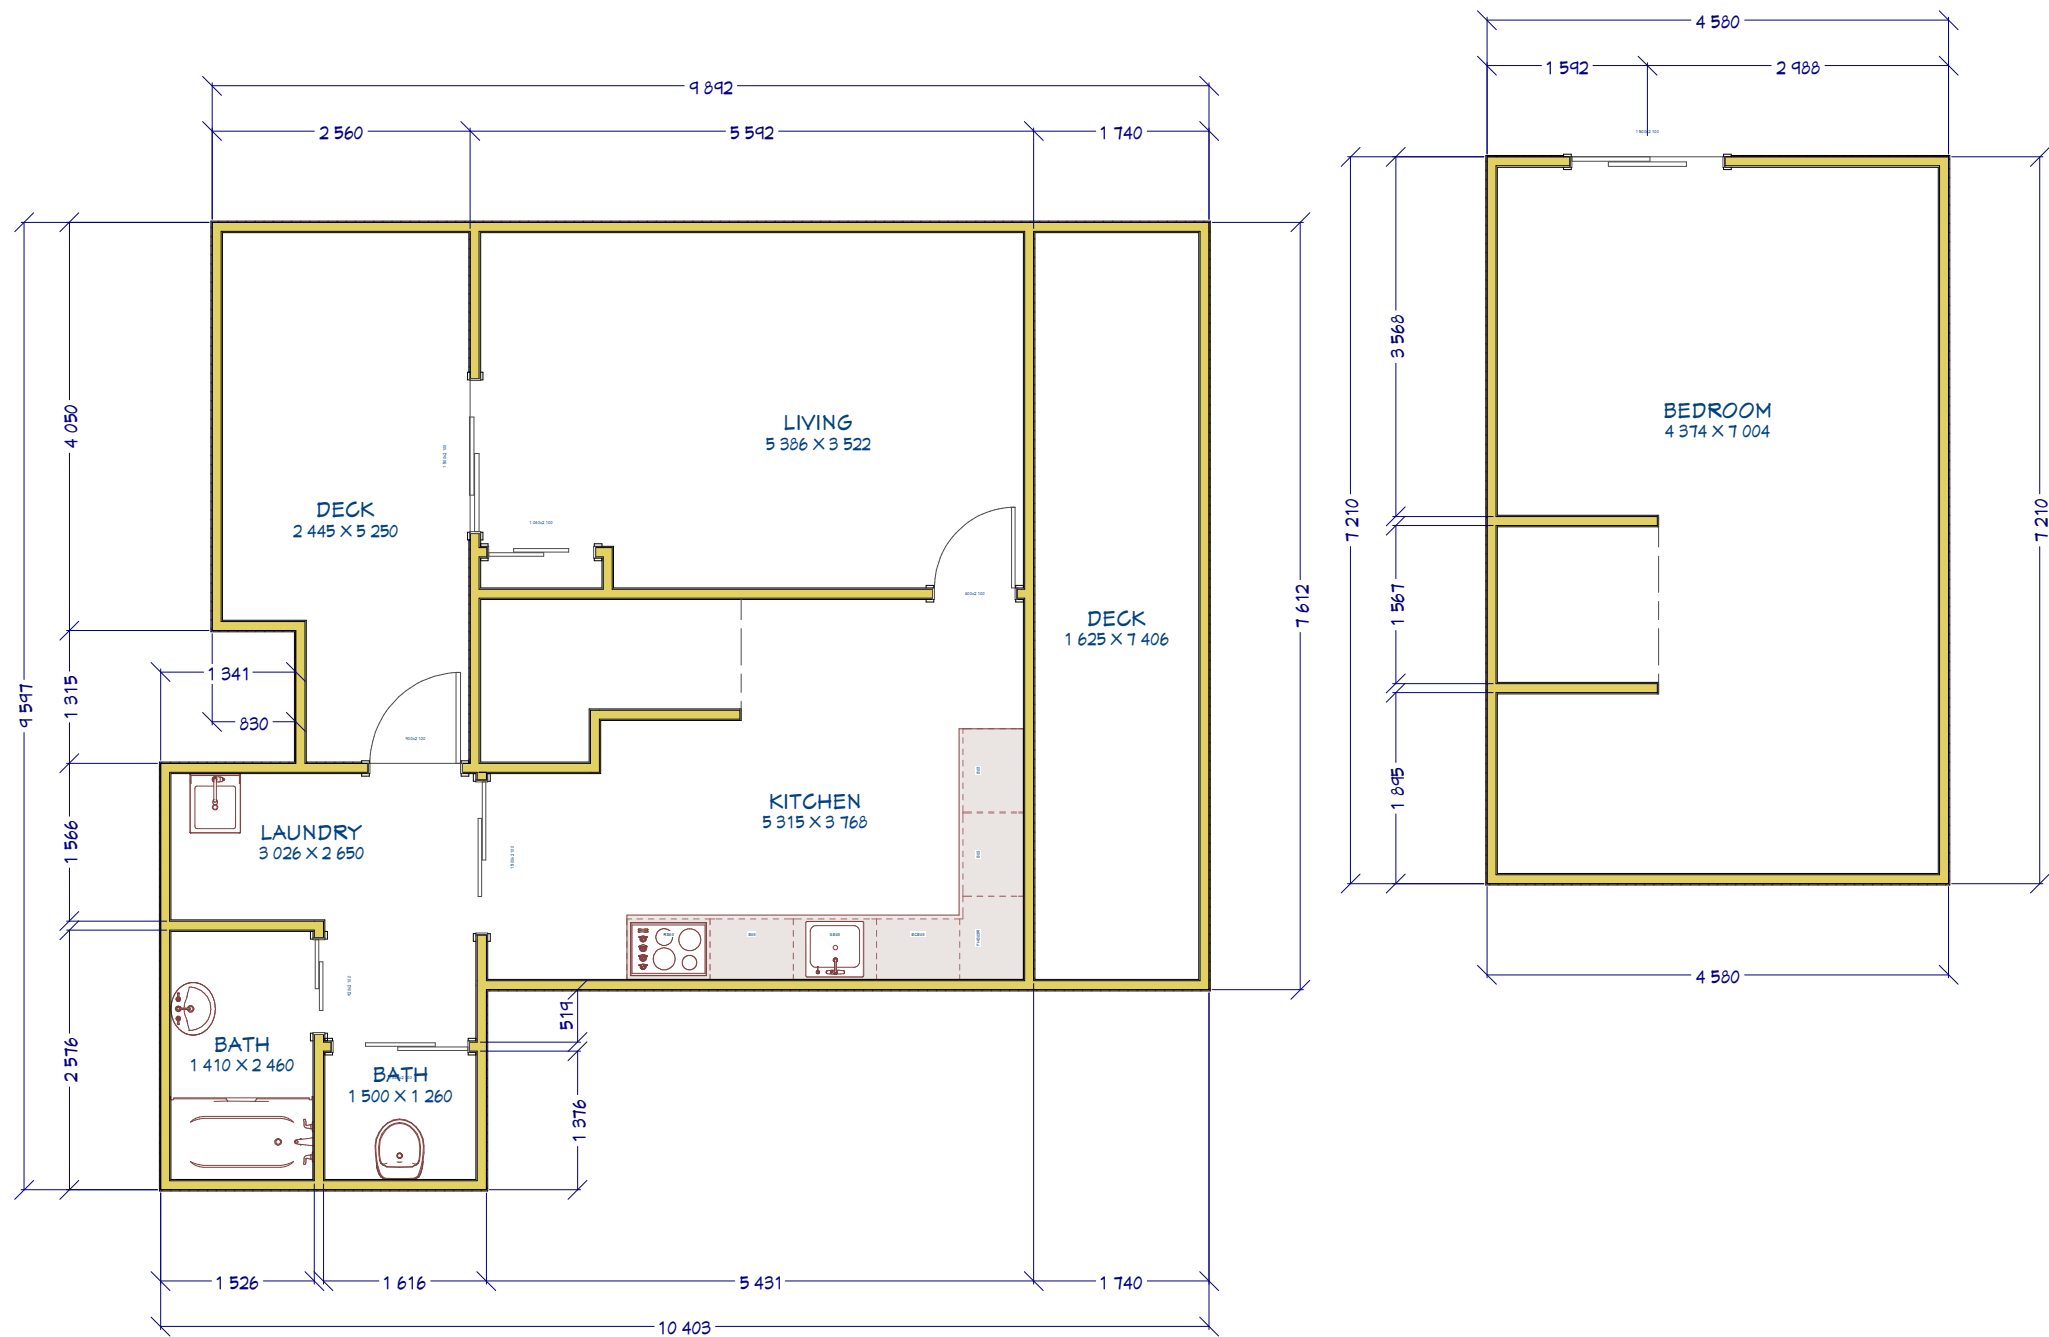 4 580
1 592
2 988
9 892
2 560
5 592
1 740
4 050
1 315
9 597
1 341
830
1 566
2 576
DECK
2 445 X 5 250
LIVING
5 386 X 3 522
DECK
1 625 X 7 406
KITCHEN
5 315 X 3 768
LAUNDRY
3 026 X 2 650
BATH
1 410 X 2 460
BATH
1 500 X 1 260
519
1 376
7 612
1 526
1 616
5 431
1 740
10 403
7 210
3 568
1 567
1 895
BEDROOM
4 374 X 7 004
7 210
4 580